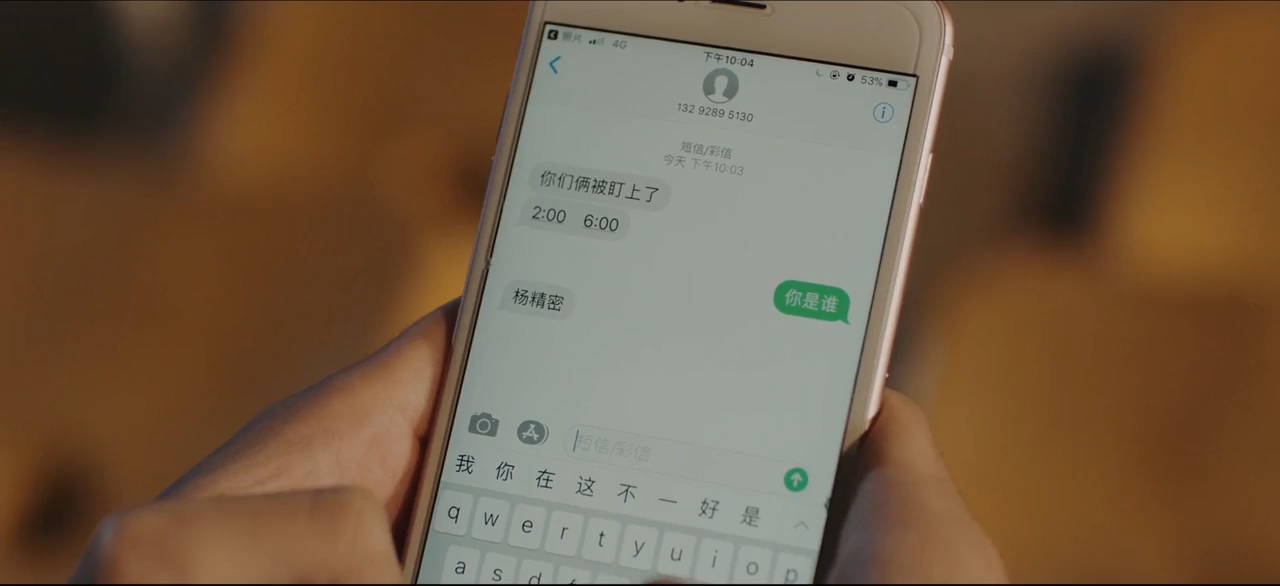 照片 4G
下午10:04
53%
132 9289 5130
短信/彩信
今天 下午10:03
你们俩被盯上了
2:00 6:00
你是谁
杨精密
短信/彩信
我 你 在 这 不 一 好 是
q w e r t y u i o p
a s d